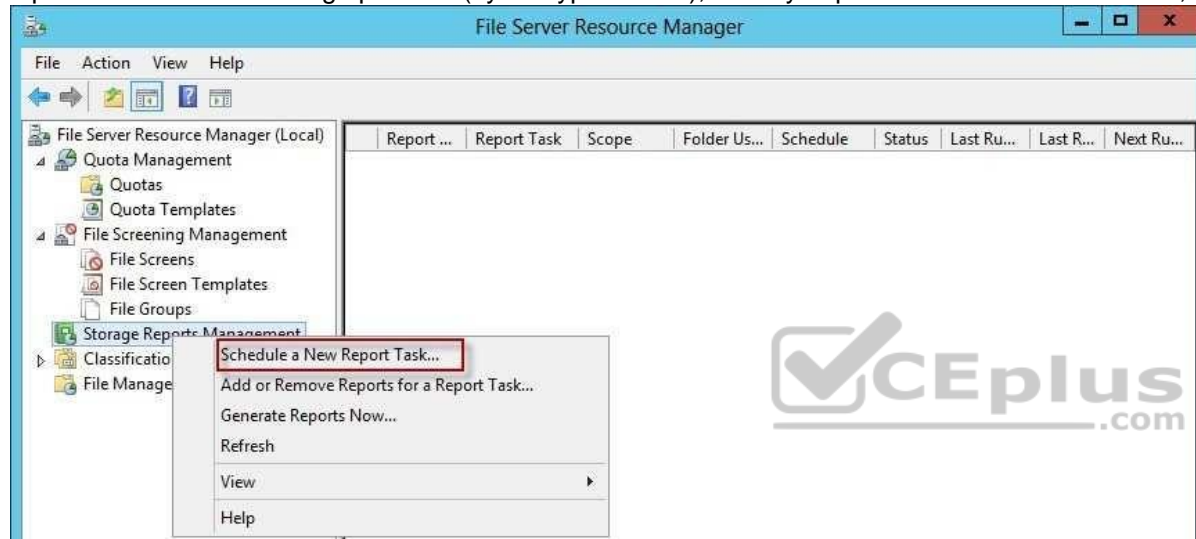 File Server Resource Manager
File Action View Help
File Server Resource Manager (Local)
Report ... Report Task Scope Folder Us... Schedule Status Last Ru... Last R... Next Ru...
Quota Management
Quotas
Quota Templates
File Screening Management
File Screens
File Screen Templates
File Groups
Storage Reports Management
Classificatio
File Manage
Schedule a New Report Task...
Add or Remove Reports for a Report Task...
Generate Reports Now...
Refresh
View
Help
CEplus
.com